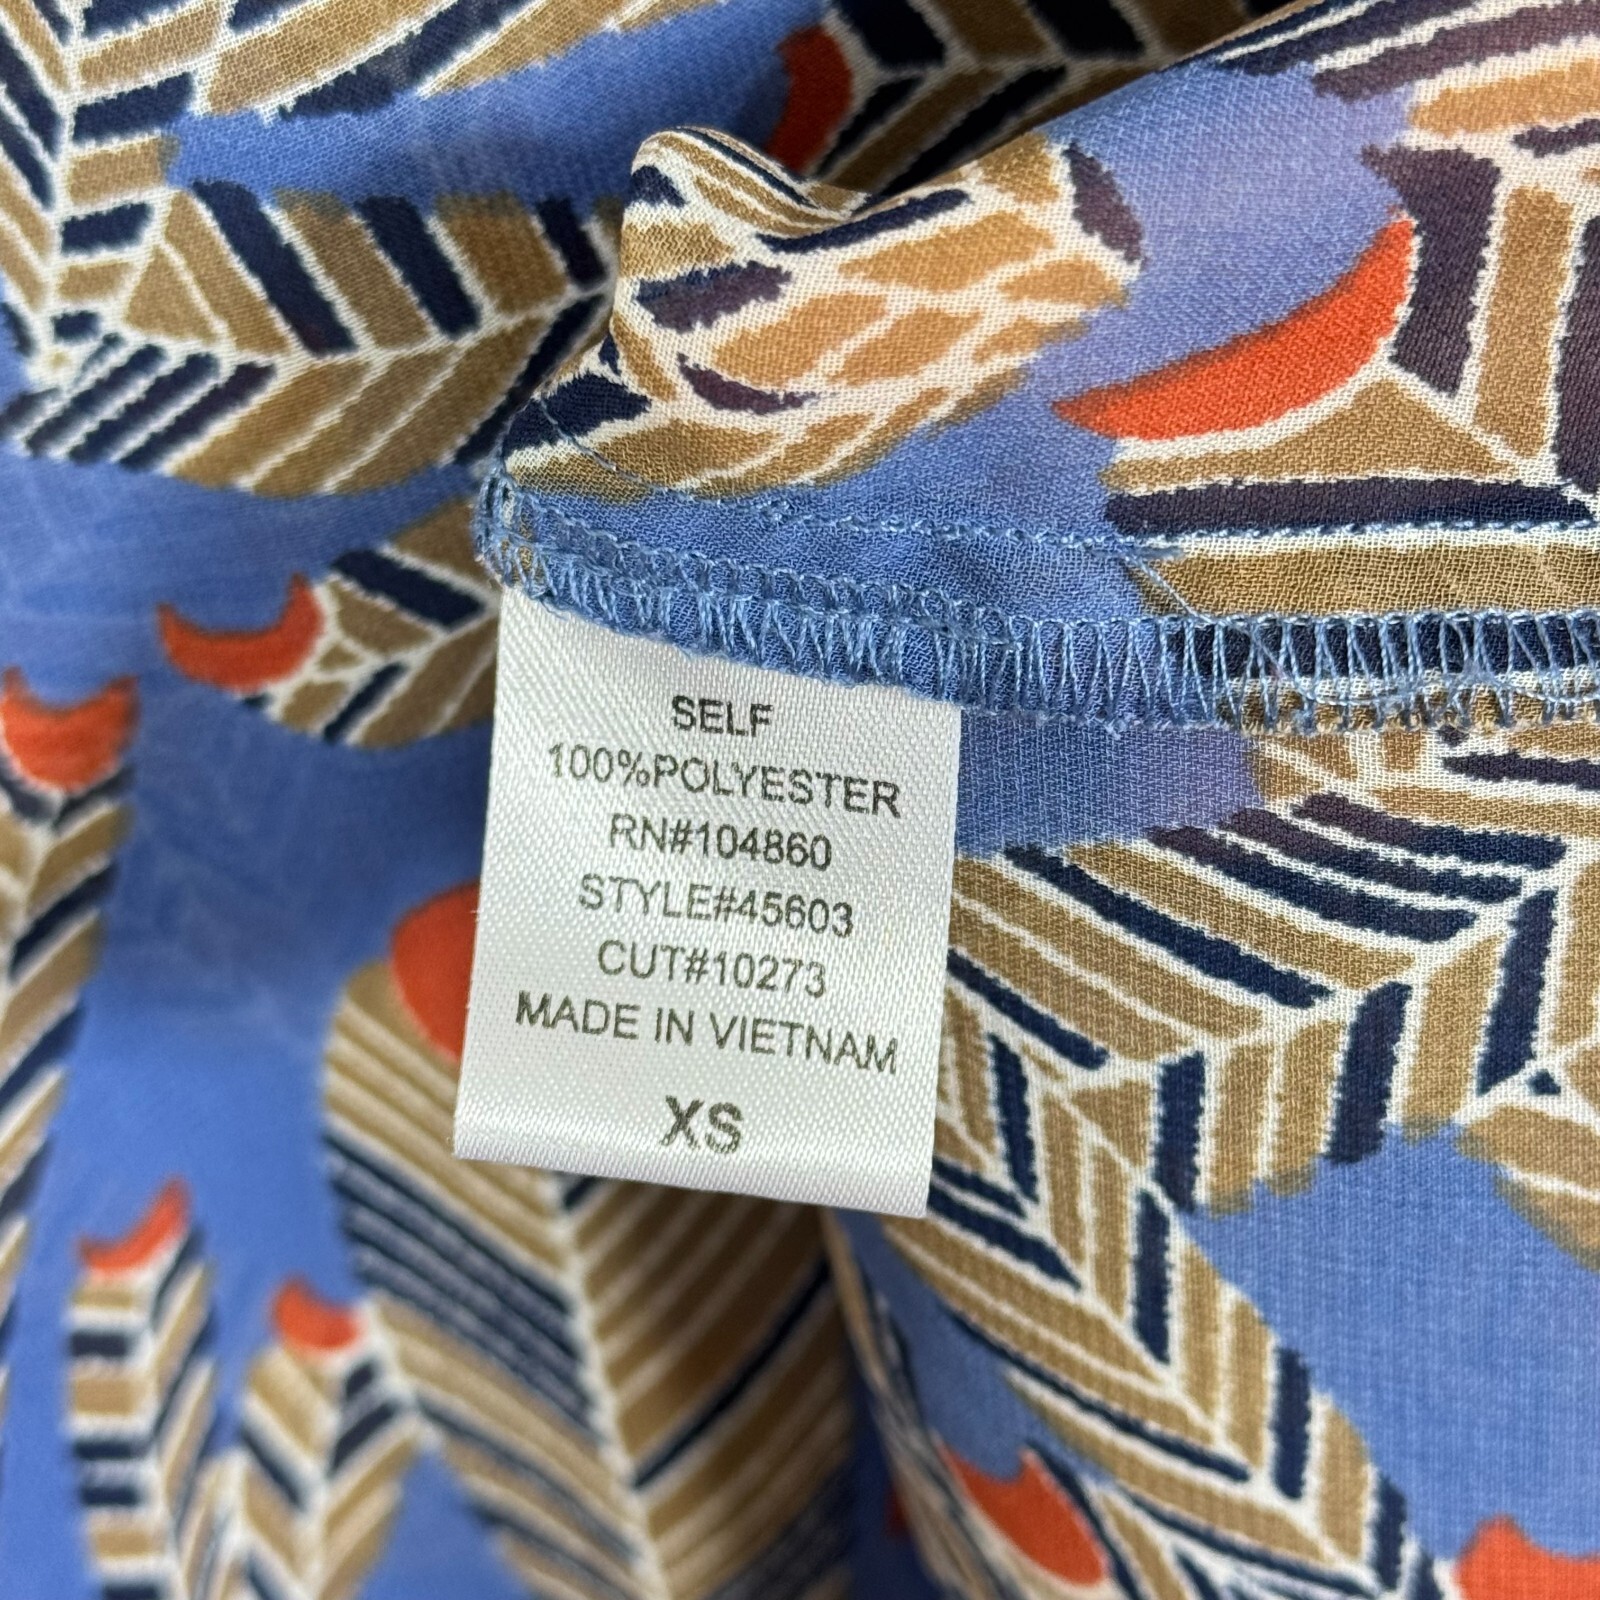 SELF
100%POLYESTER
RN#104860
STYLE#45603
CUT#10273
MADE IN VIETNAM
XS